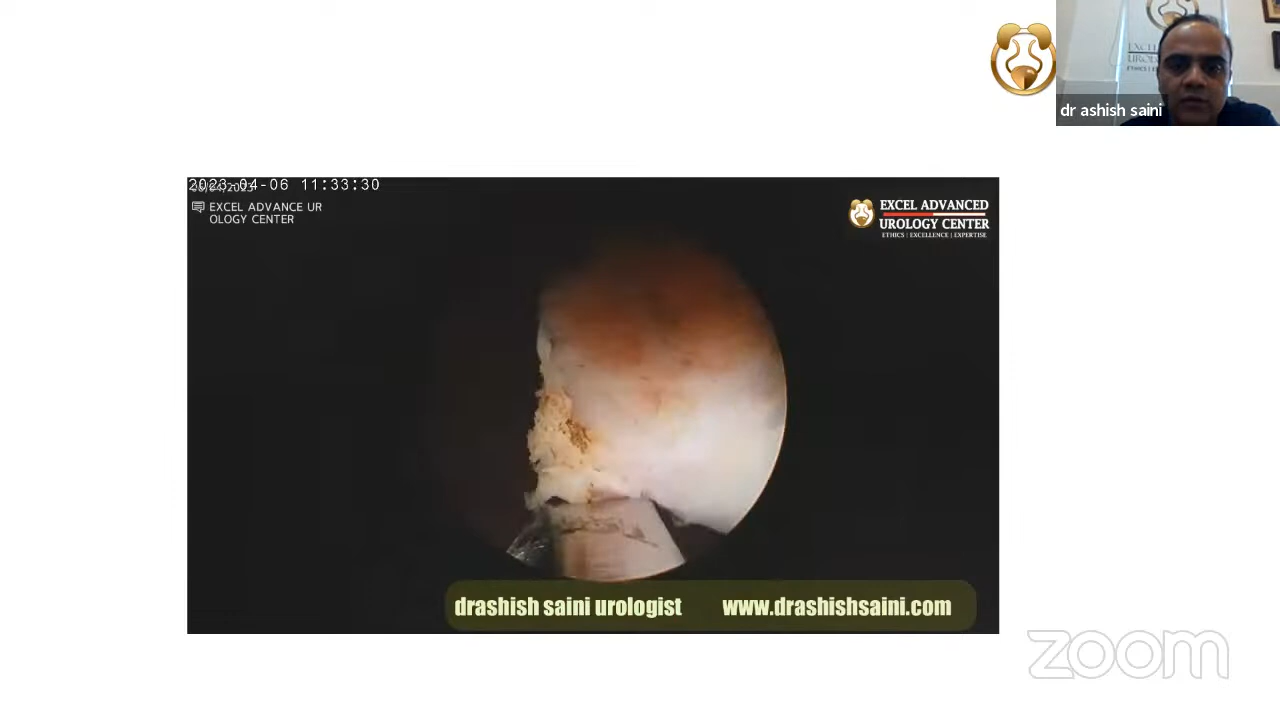 dr ashish saini
2023-04-06 11:33:30
EXCEL ADVANCE UR
OLOGY CENTER
EXCEL ADVANCED
UROLOGY CENTER
ETHICS | EXCELLENCE | EXPERTISE
drashish saini urologist
www.drashishsaini.com
zoom